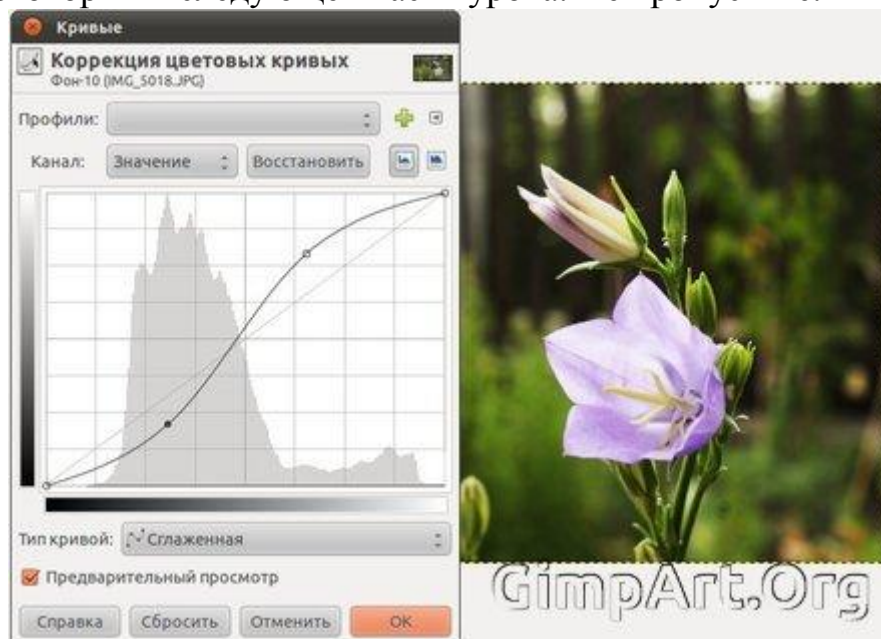 Кривые
Коррекция цветовых кривых
Фон-10 (IMG_5018.JPG)
Профили:
Канал: Значение Восстановить
Тип кривой: Сглаженная
Предварительный просмотр
Справка Сбросить Отменить ОК
GimpArt.Org